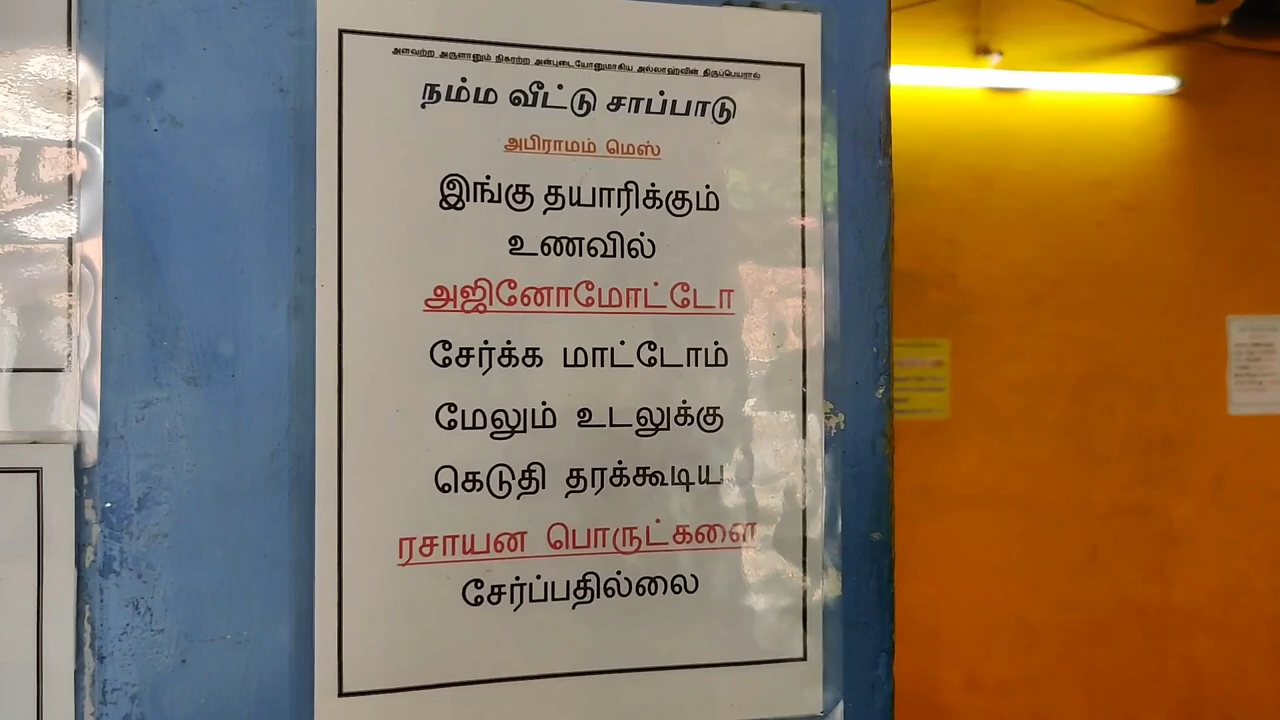 அளவற்ற அருளானும் நிகரற்ற அன்புடையோனுமாகிய அல்லாஹ்வின் திருப்பெயரால்
நம்ம வீட்டு சாப்பாடு
அபிராமம் மெஸ்
இங்கு தயாரிக்கும்
உணவில்
அஜினோமோட்டோ
சேர்க்க மாட்டோம்
மேலும் உடலுக்கு
கெடுதி தரக்கூடிய
ரசாயன பொருட்களை
சேர்ப்பதில்லை